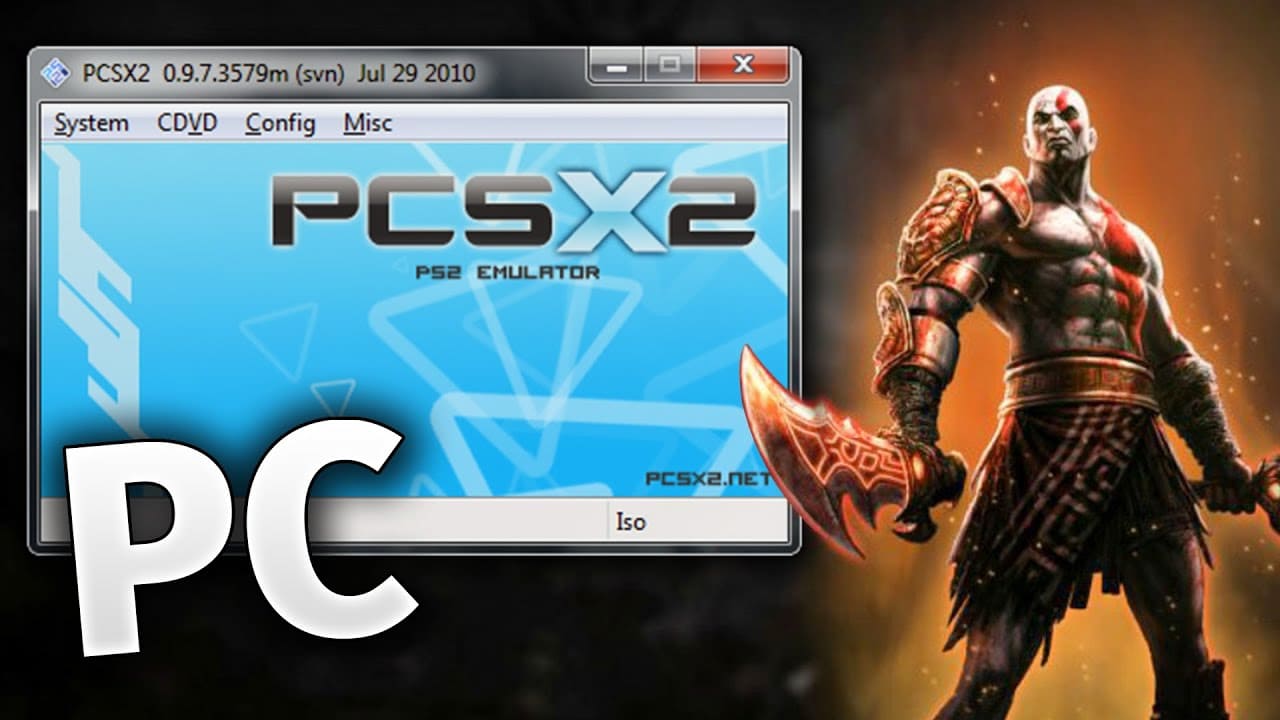 PCSX2 0.9.7.3579m (svn) Jul 29 2010
System CDVD Config Misc
PCSX2
PS2 EMULATOR
PCSX2.NET
Iso
PC